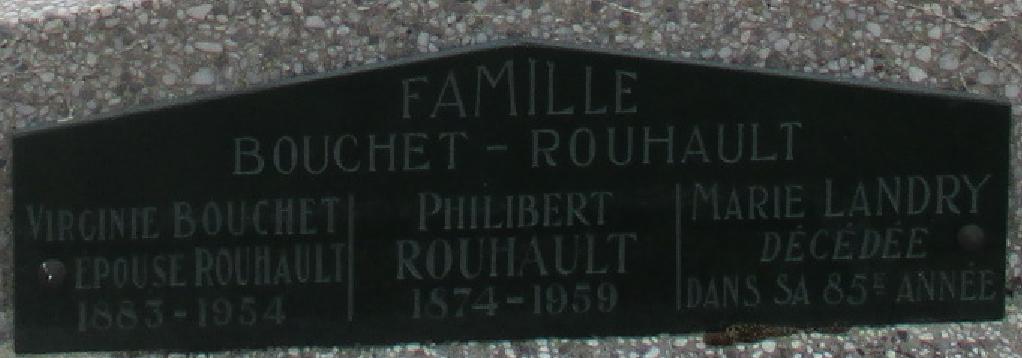 FAMILLE
BOUCHET - ROUHAULT
VIRGINIE BOUCHET
ÉPOUSE ROUHAULT
1883 - 1954
PHILIBERT
ROUHAULT
1874 - 1959
MARIE LANDRY
DÉCÉDÉE
DANS SA 85E ANNÉE